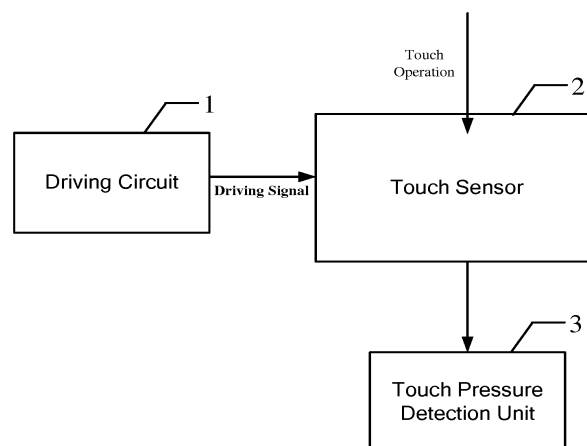 Touch
Operation
1
2
Driving Circuit
Driving Signal
Touch Sensor
3
Touch Pressure
Detection Unit